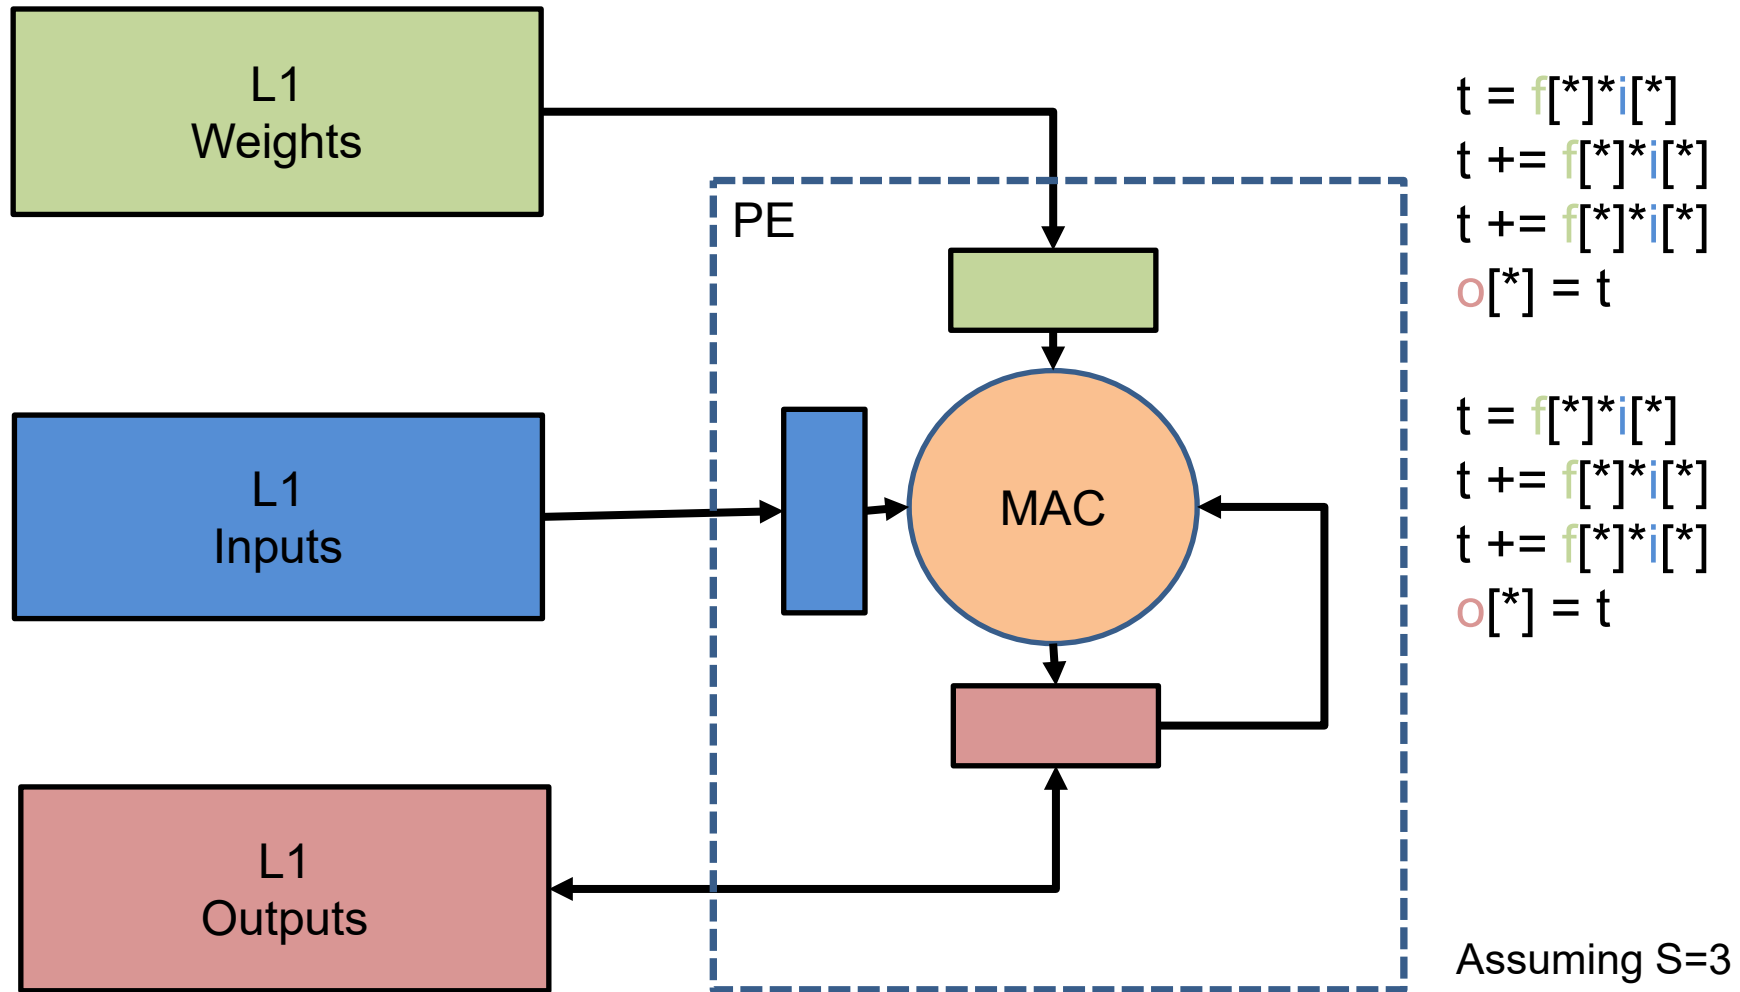 L1
Weights
PE
L1
Inputs
MAC
L1
Outputs
t = f[*]*i[*]
t += f[*]*i[*]
t += f[*]*i[*]
o[*] = t
t = f[*]*i[*]
t += f[*]*i[*]
t += f[*]*i[*]
o[*] = t
Assuming S=3